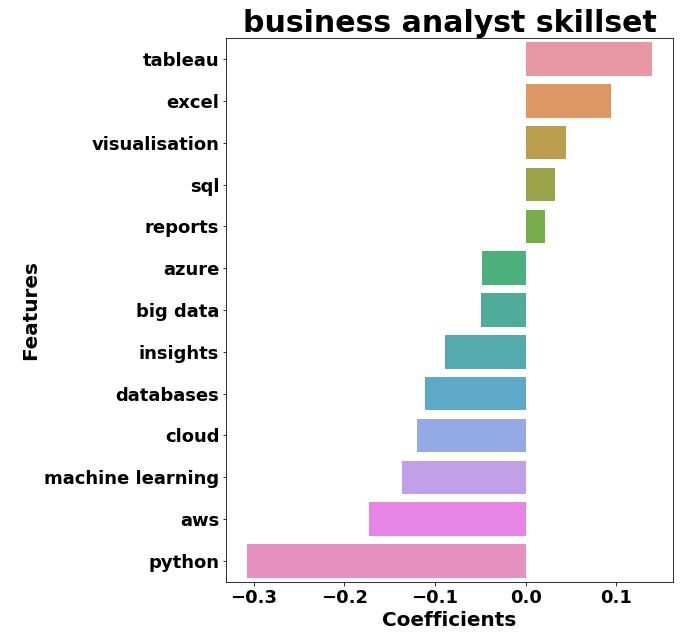 business analyst skillset
tableau
excel
visualisation
sql
reports
azure
big data
insights
databases
cloud
machine learning
aws
python
Features
−0.3 −0.2 −0.1 0.0 0.1
Coefficients